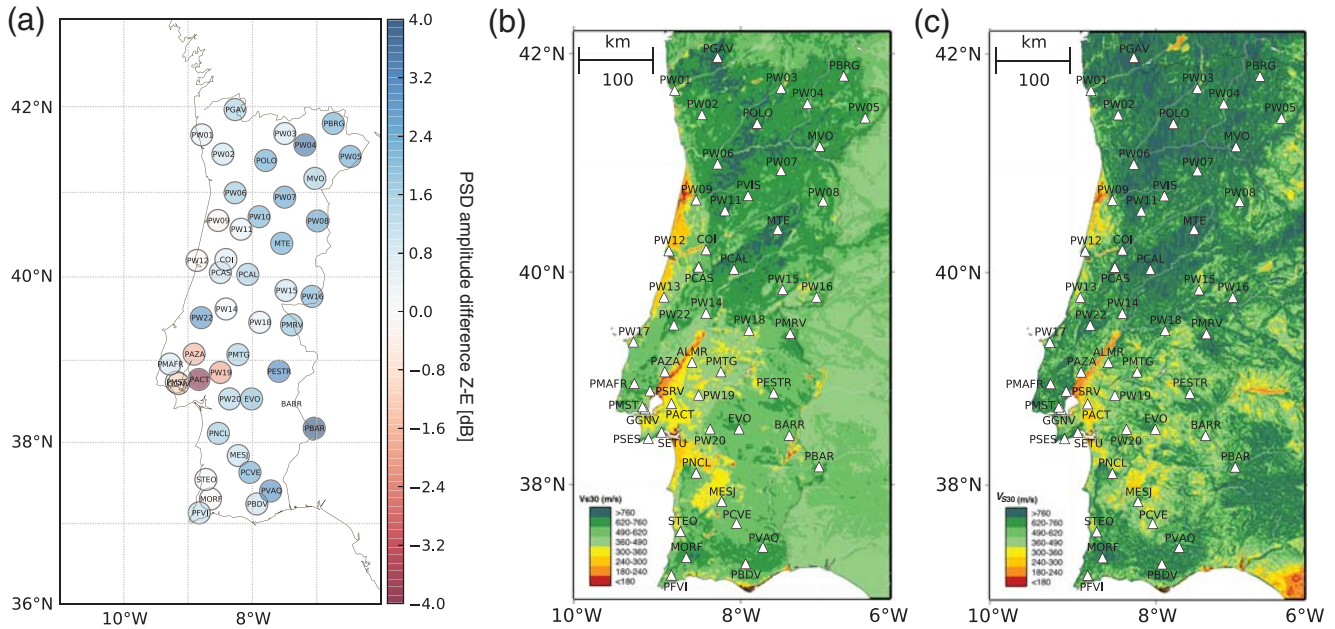 (a)
42°N
40°N
38°N
36°N
10°W
8°W
PGAV
PBRG
PW01
PW03
PW04
PW02
POLO
PW05
MVO
PW06
PW07
PW09
PW10
PW08
PW11
MTE
PW12
COI
PCAS
PCAL
PW15
PW16
PW14
PW22
PW18
PMRV
PAZA
PMTG
PMAFR
PACT
PW19
PESTR
PW20
EVO
BARR
PNCL
PBAR
MESJ
PCVE
STEO
PVAQ
MORF
PBDV
PFVI
4.0
3.2
2.4
1.6
0.8
0.0
−0.8
−1.6
−2.4
−3.2
−4.0
PSD amplitude difference Z-E [dB]
(b)
km
100
42°N
40°N
38°N
10°W
8°W
6°W
PGAV
PBRG
PW01
PW03
PW02
PW04
POLO
PW05
MVO
PW06
PW07
PW09
PVIS
PW11
PW08
MTE
PW12
COI
PCAS
PCAL
PW13
PW15
PW16
PW14
PW22
PW18
PMRV
PW17
ALMR
PAZA
PMTG
PMAFR
PSRV
PESTR
PMST
PW19
GGNV
PACT
EVO
BARR
PSES
SETU
PW20
PNCL
PBAR
MESJ
PCVE
STEO
PVAQ
MORF
PBDV
PFVI
Vs30 (m/s)
>760
620-760
490-620
360-490
300-360
240-300
180-240
<180
(c)
km
100
42°N
40°N
38°N
10°W
8°W
6°W
PGAV
PBRG
PW01
PW03
PW02
PW04
POLO
PW05
MVO
PW06
PW07
PW09
PVIS
PW11
PW08
MTE
PW12
COI
PCAS
PCAL
PW13
PW15
PW16
PW14
PW22
PW18
PMRV
PW17
ALMR
PAZA
PMTG
PMAFR
PSRV
PESTR
PMST
PW19
GGNV
PACT
EVO
BARR
PSES
SETU
PW20
PNCL
PBAR
MESJ
PCVE
STEO
PVAQ
MORF
PBDV
PFVI
VS30 (m/s)
>760
620-760
490-620
360-490
300-360
240-300
180-240
<180